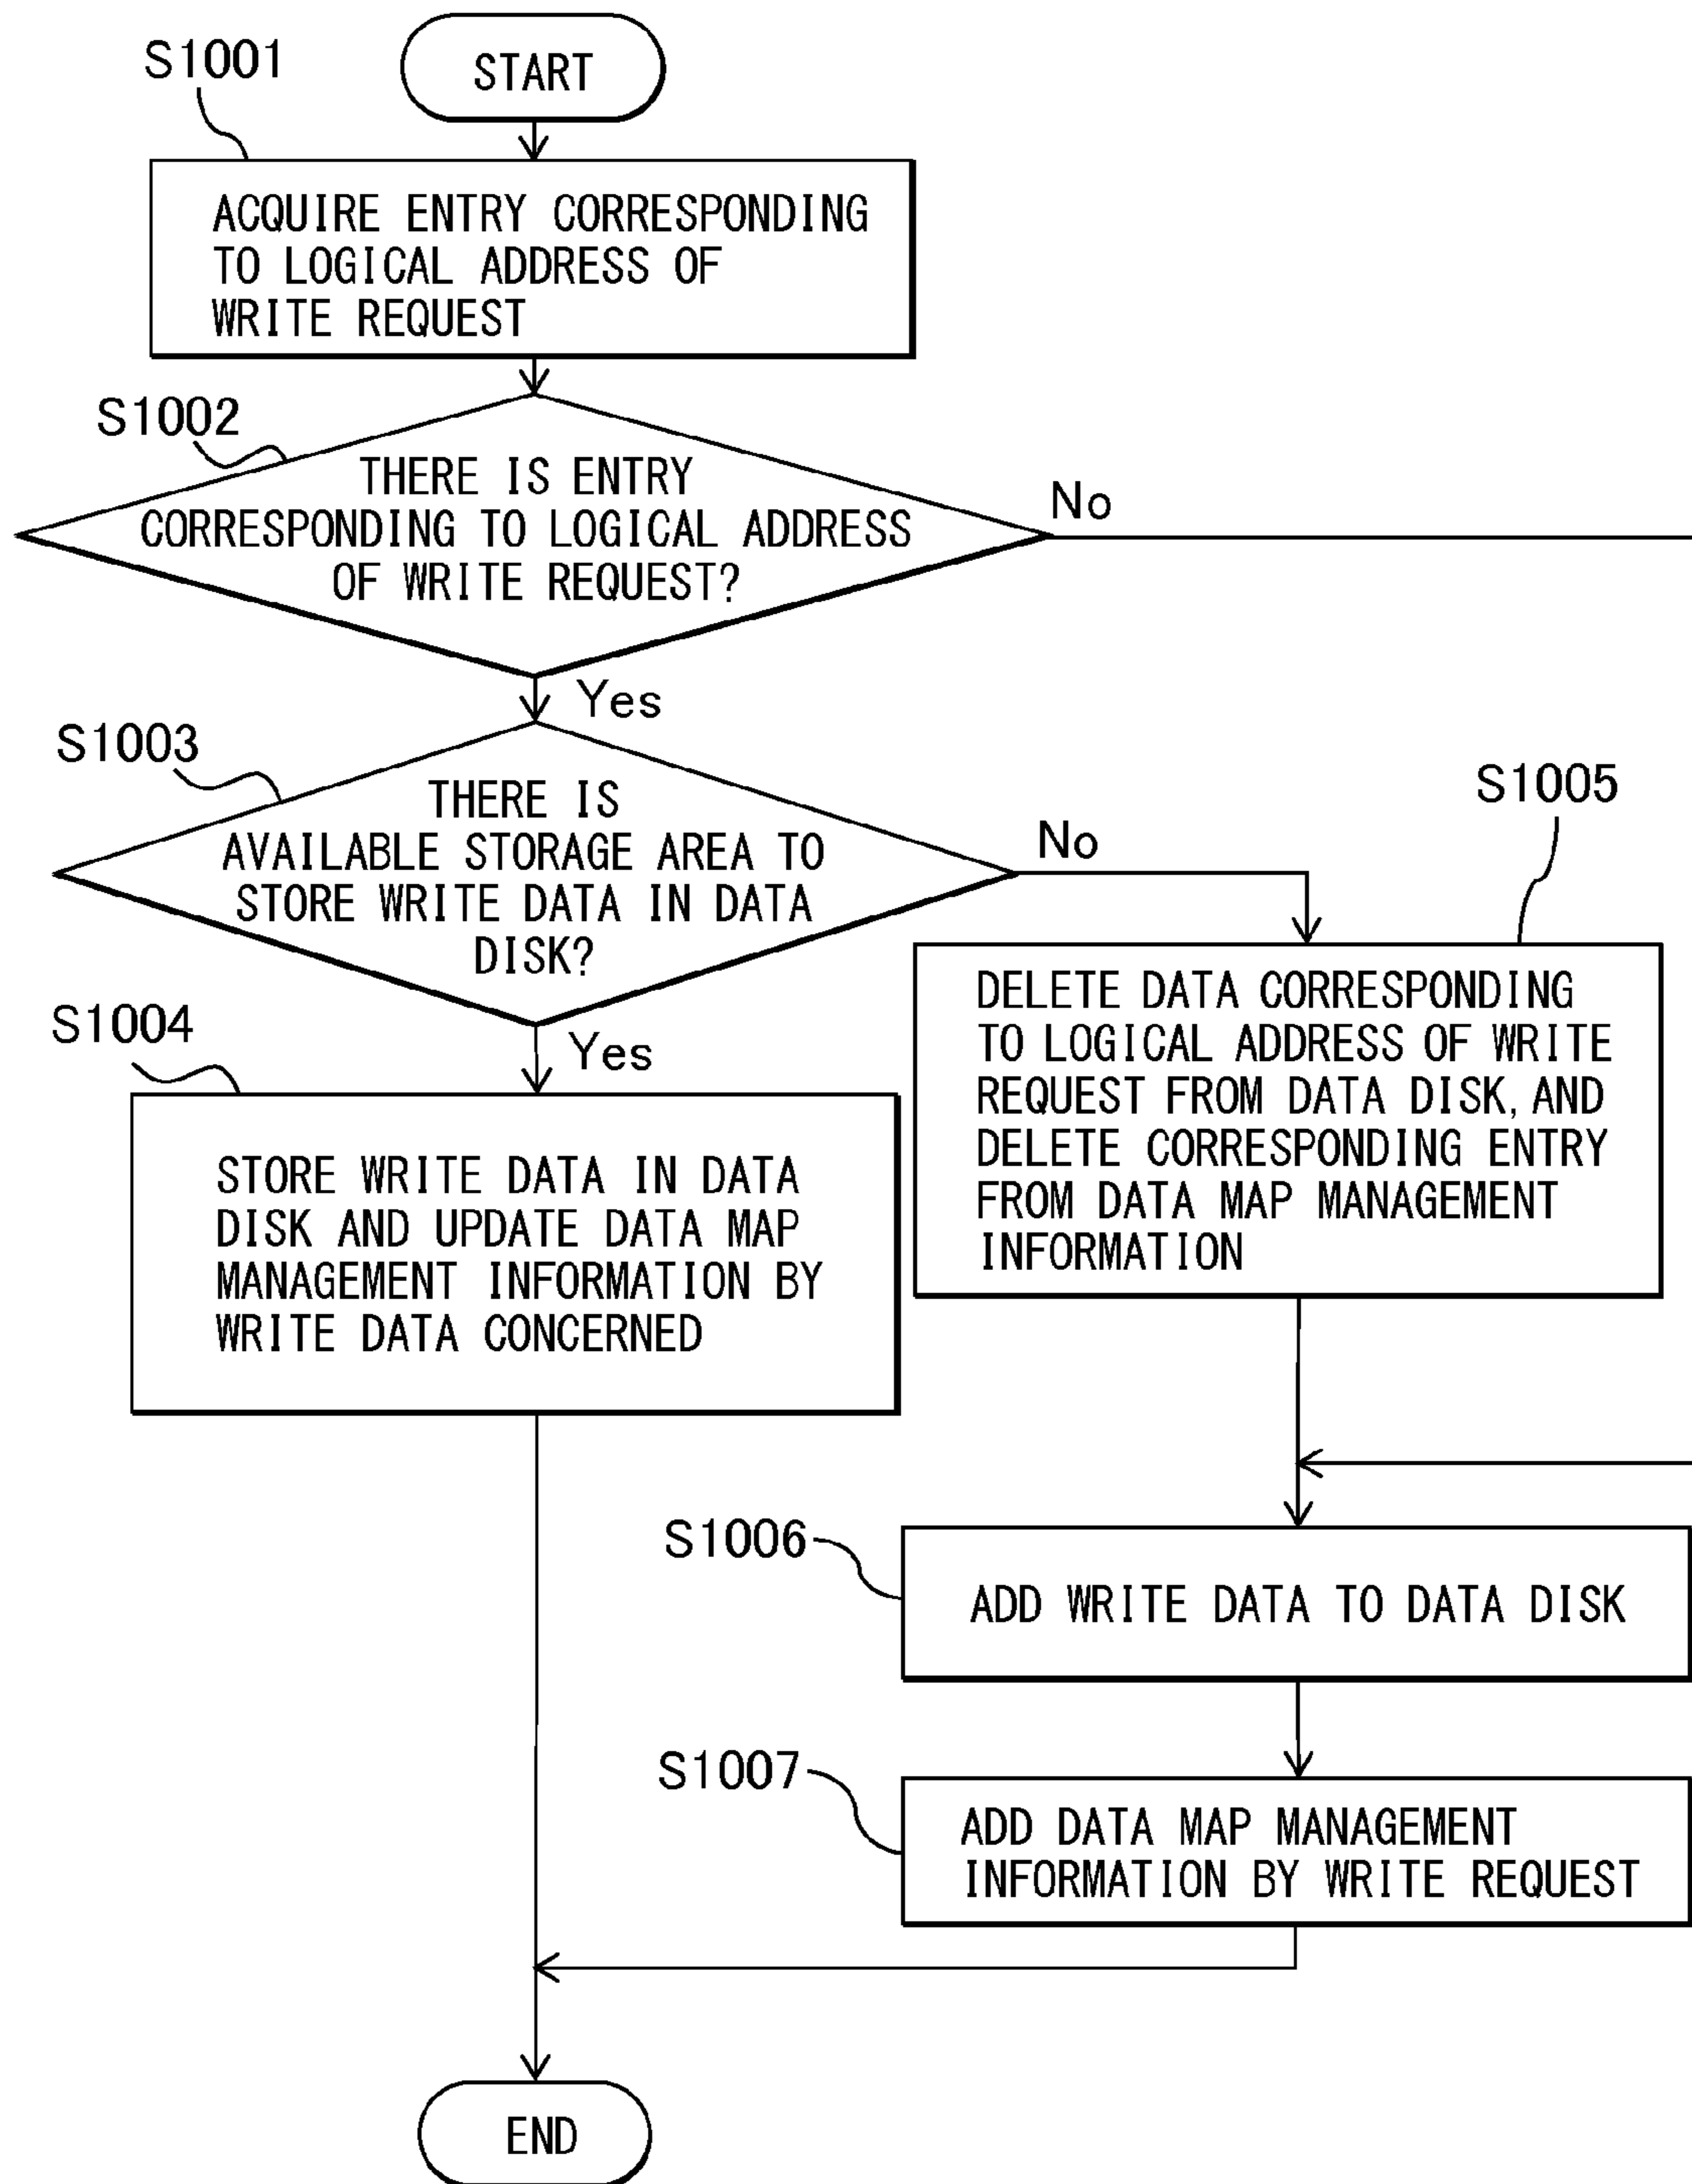 START
S1001
ACQUIRE ENTRY CORRESPONDING
TO LOGICAL ADDRESS OF
WRITE REQUEST
S1002
THERE IS ENTRY
CORRESPONDING TO LOGICAL ADDRESS
OF WRITE REQUEST?
No
Yes
S1003
THERE IS
AVAILABLE STORAGE AREA TO
STORE WRITE DATA IN DATA
DISK?
No
Yes
S1004
STORE WRITE DATA IN DATA
DISK AND UPDATE DATA MAP
MANAGEMENT INFORMATION BY
WRITE DATA CONCERNED
S1005
DELETE DATA CORRESPONDING
TO LOGICAL ADDRESS OF WRITE
REQUEST FROM DATA DISK, AND
DELETE CORRESPONDING ENTRY
FROM DATA MAP MANAGEMENT
INFORMATION
S1006
ADD WRITE DATA TO DATA DISK
S1007
ADD DATA MAP MANAGEMENT
INFORMATION BY WRITE REQUEST
END